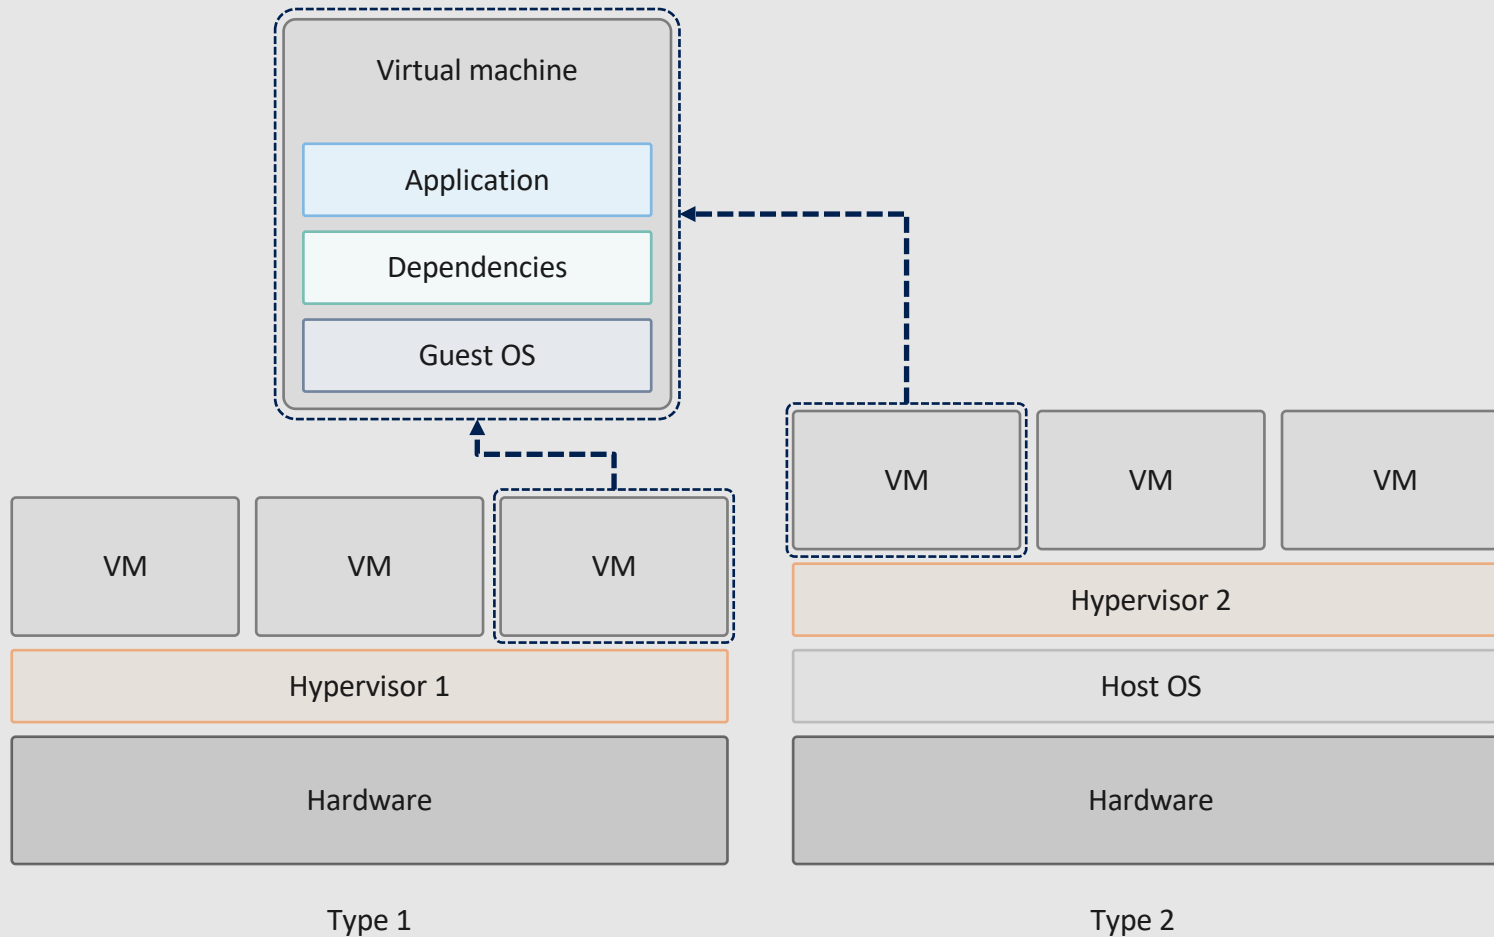 Virtual machine
Application
Dependencies
Guest OS
VM
VM
VM
Hypervisor 1
Hardware
Type 1
VM
VM
VM
Hypervisor 2
Host OS
Hardware
Type 2